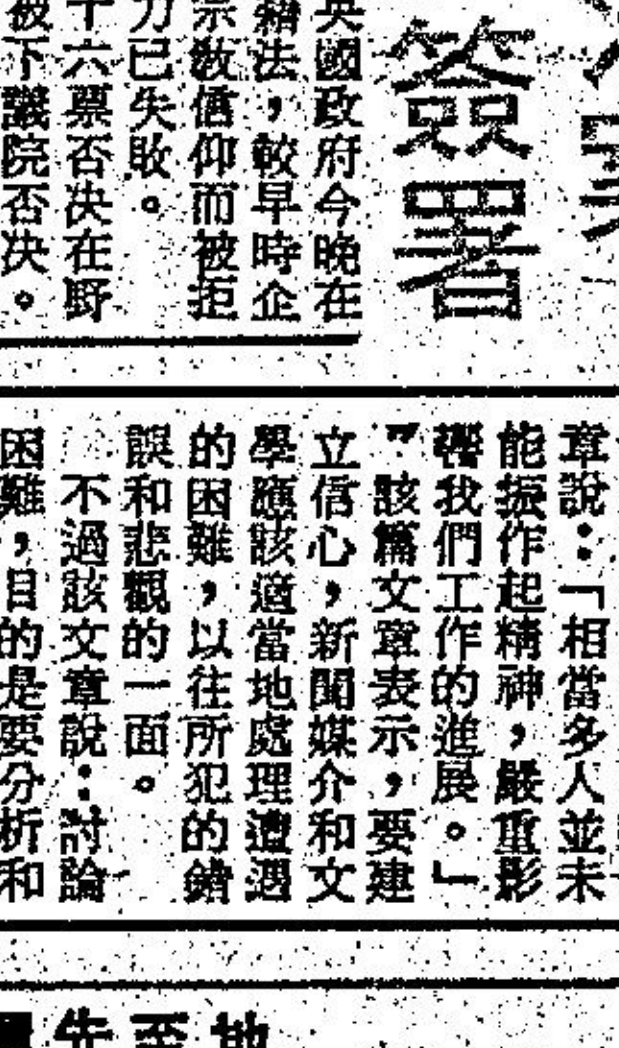 簽署
英國政府今晚在
籍法,較早時企
示敎信仰而被拒
力已失敗。
十六票否决在野
被下議院否决。
章說:「相當多人並未
能振作起精神,嚴重影
響我們工作的進展。」
該篇文章表示,要建
立信心,新聞媒介和文
學應該適當地處理遭遇
的困難,以往所犯的錯
誤和悲觀的一面。
不過該文章說:討論
困難,目的是要分析和